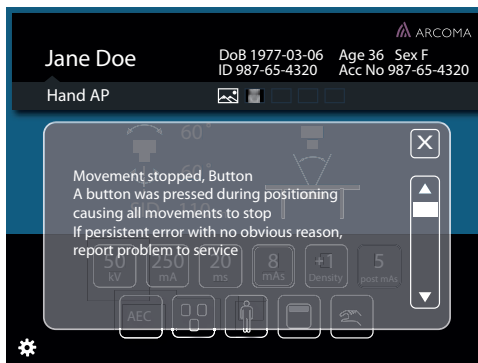 ARCOMA
Jane Doe
DoB 1977-03-06 Age 36 Sex F
ID 987-65-4320 Acc No 987-65-4320
Hand AP
60°
X
Movement stopped, Button
A button was pressed during positioning
causing all movements to stop
If persistent error with no obvious reason,
report problem to service
50 250 20 8 +1 5
kV mA ms mAs Density post mAs
AEC